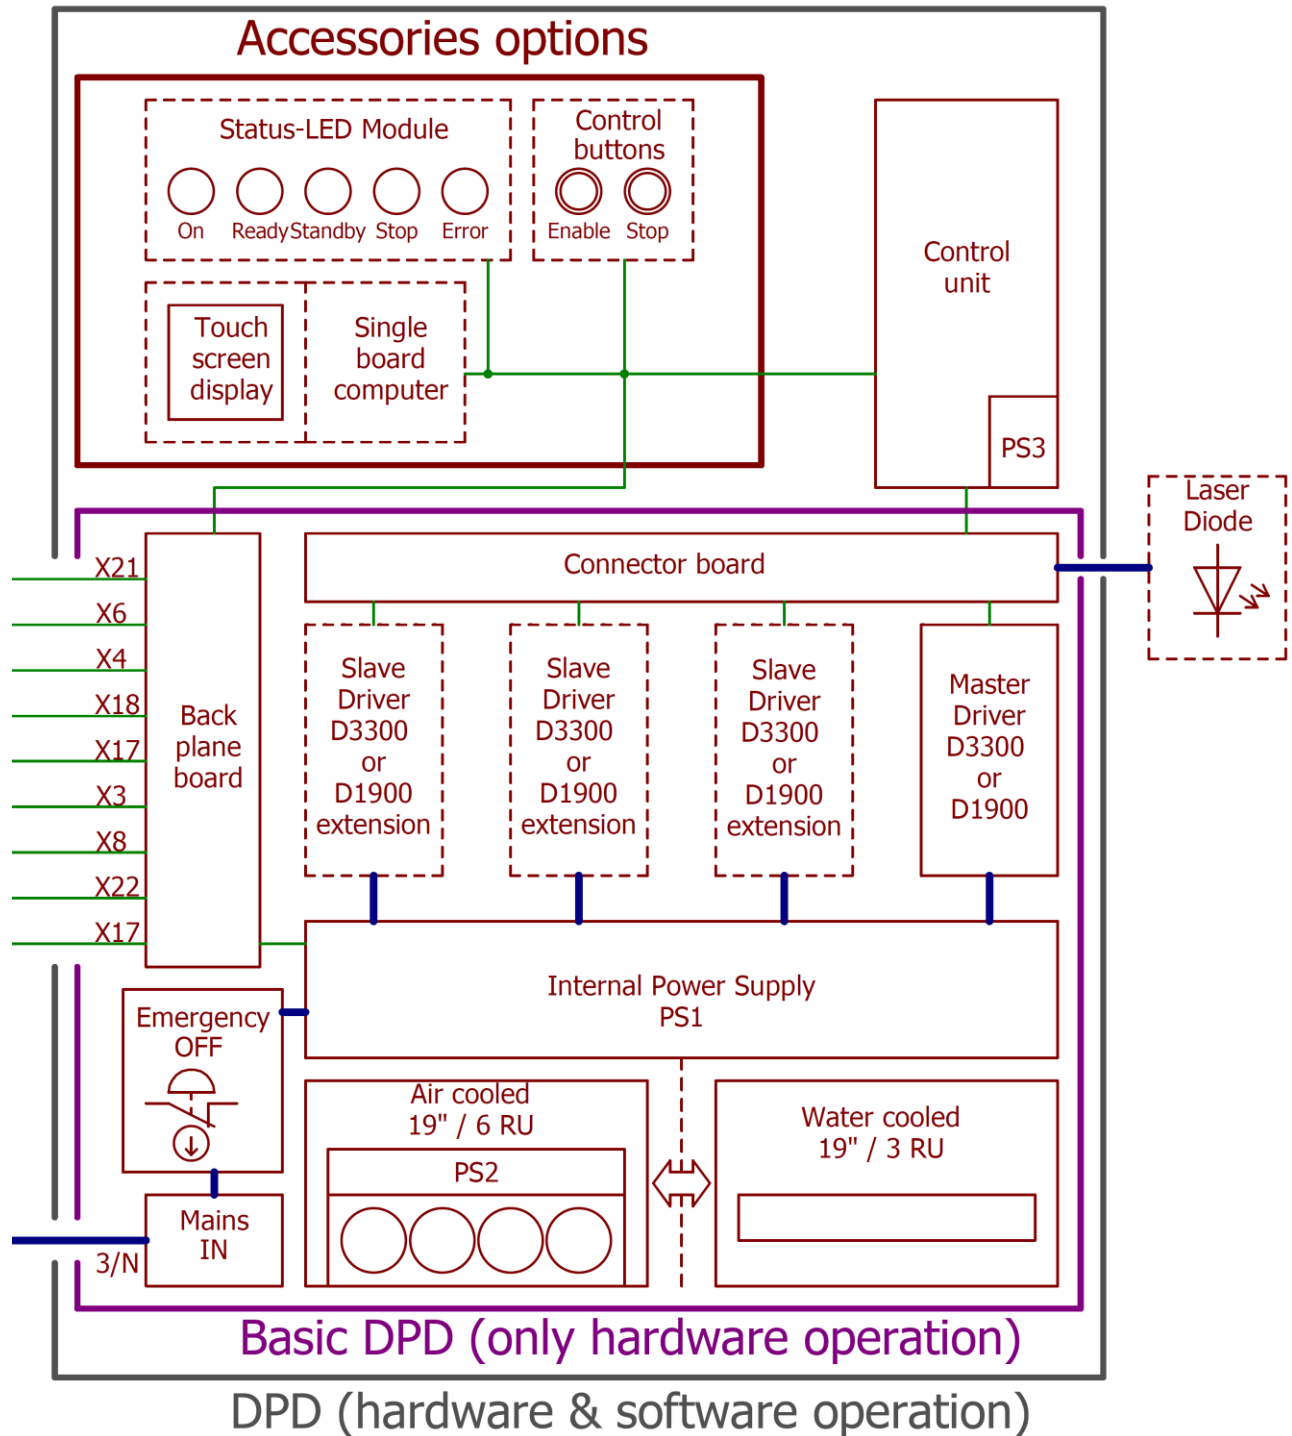 Accessories options
Status-LED Module
On Ready Standby Stop Error
Control
buttons
Enable Stop
Touch
screen
display
Single
board
computer
Control
unit
PS3
Laser
Diode
X21
X6
X4
X18
X17
X3
X8
X22
X17
Back
plane
board
Connector board
Slave
Driver
D3300
or
D1900
extension
Slave
Driver
D3300
or
D1900
extension
Slave
Driver
D3300
or
D1900
extension
Master
Driver
D3300
or
D1900
Internal Power Supply
PS1
Emergency
OFF
Mains
IN
3/N
Air cooled
19" / 6 RU
PS2
Water cooled
19" / 3 RU
Basic DPD (only hardware operation)
DPD (hardware & software operation)